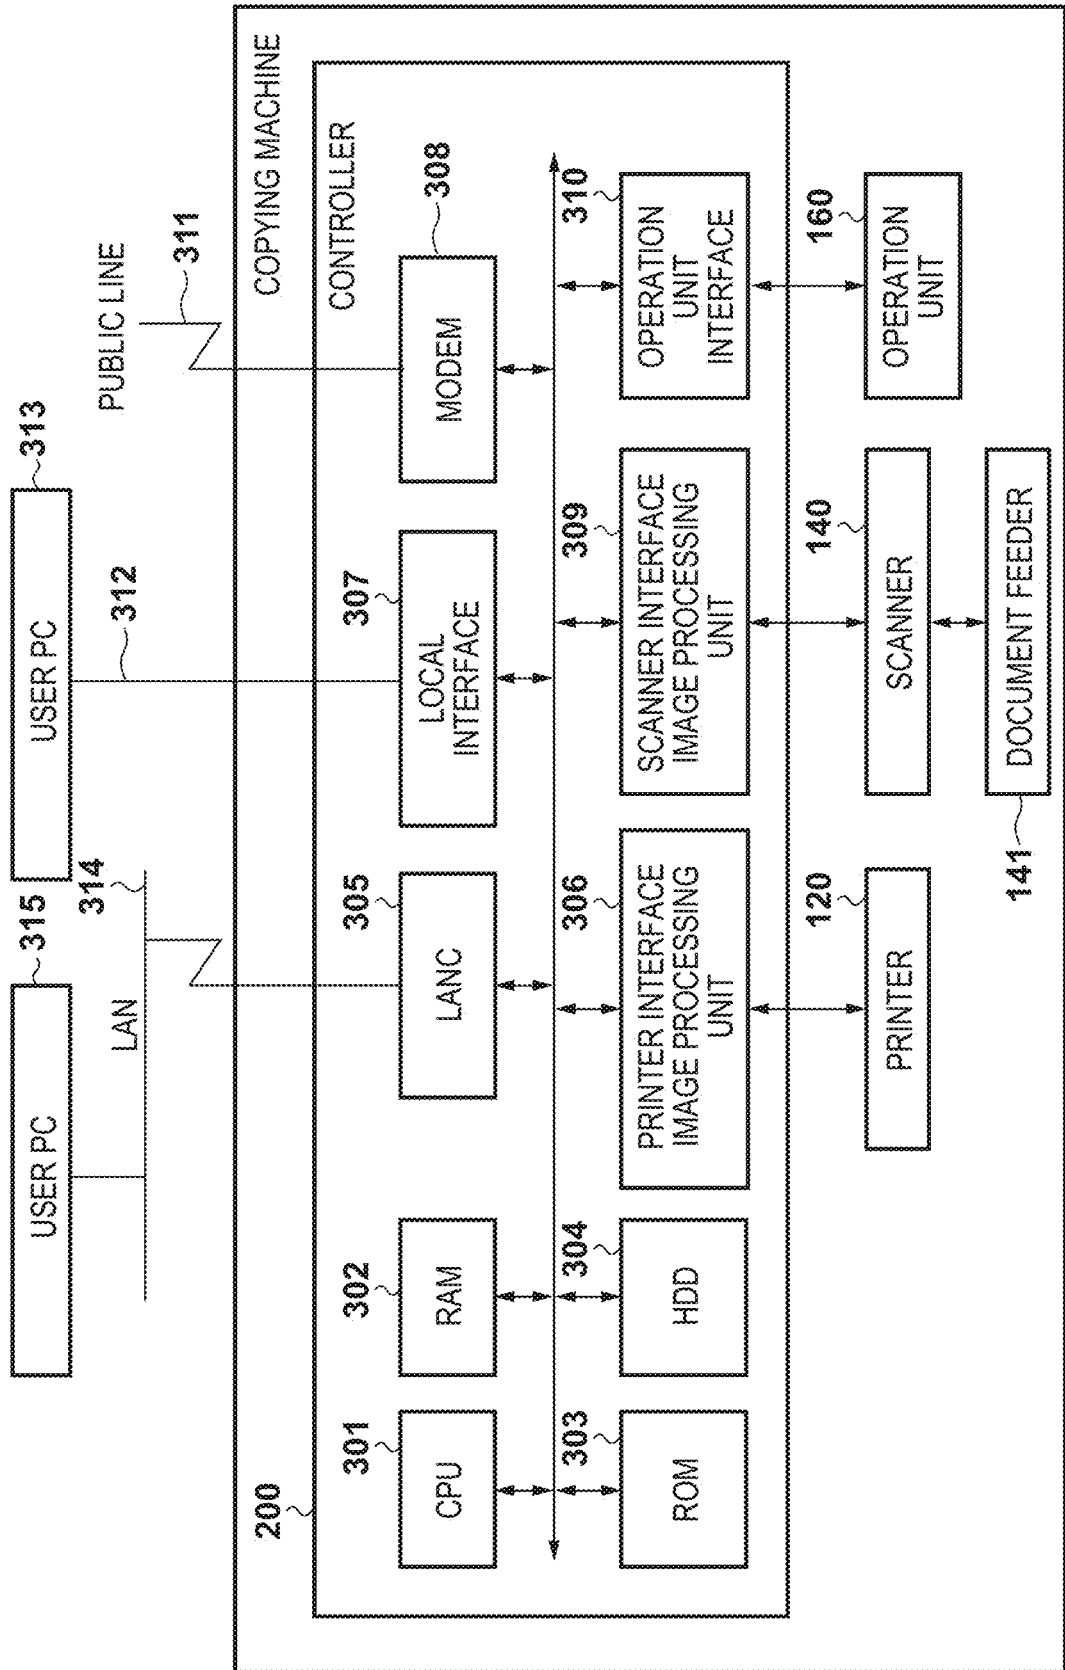 USER PC
315
USER PC
313
LAN
314
312
PUBLIC LINE
311
COPYING MACHINE
200
CONTROLLER
CPU
301
RAM
302
LANC
305
LOCAL
INTERFACE
307
MODEM
308
ROM
303
HDD
304
PRINTER INTERFACE
IMAGE PROCESSING
UNIT
306
SCANNER INTERFACE
IMAGE PROCESSING
UNIT
309
OPERATION
UNIT
INTERFACE
310
PRINTER
120
SCANNER
140
OPERATION
UNIT
160
DOCUMENT FEEDER
141